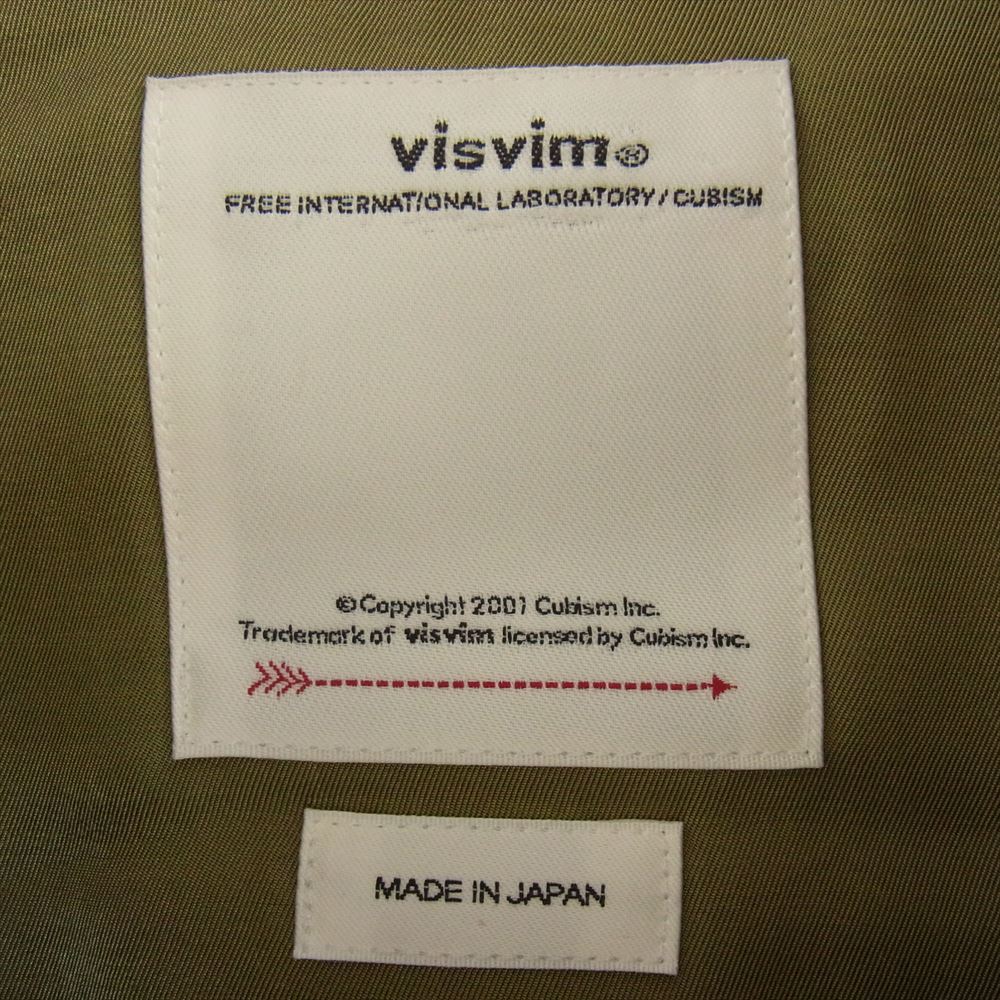 visvim®
FREE INTERNATIONAL LABORATORY / CUBISM
©Copyright 2001 Cubism Inc.
Trademark of visvim licensed by Cubism Inc.
MADE IN JAPAN